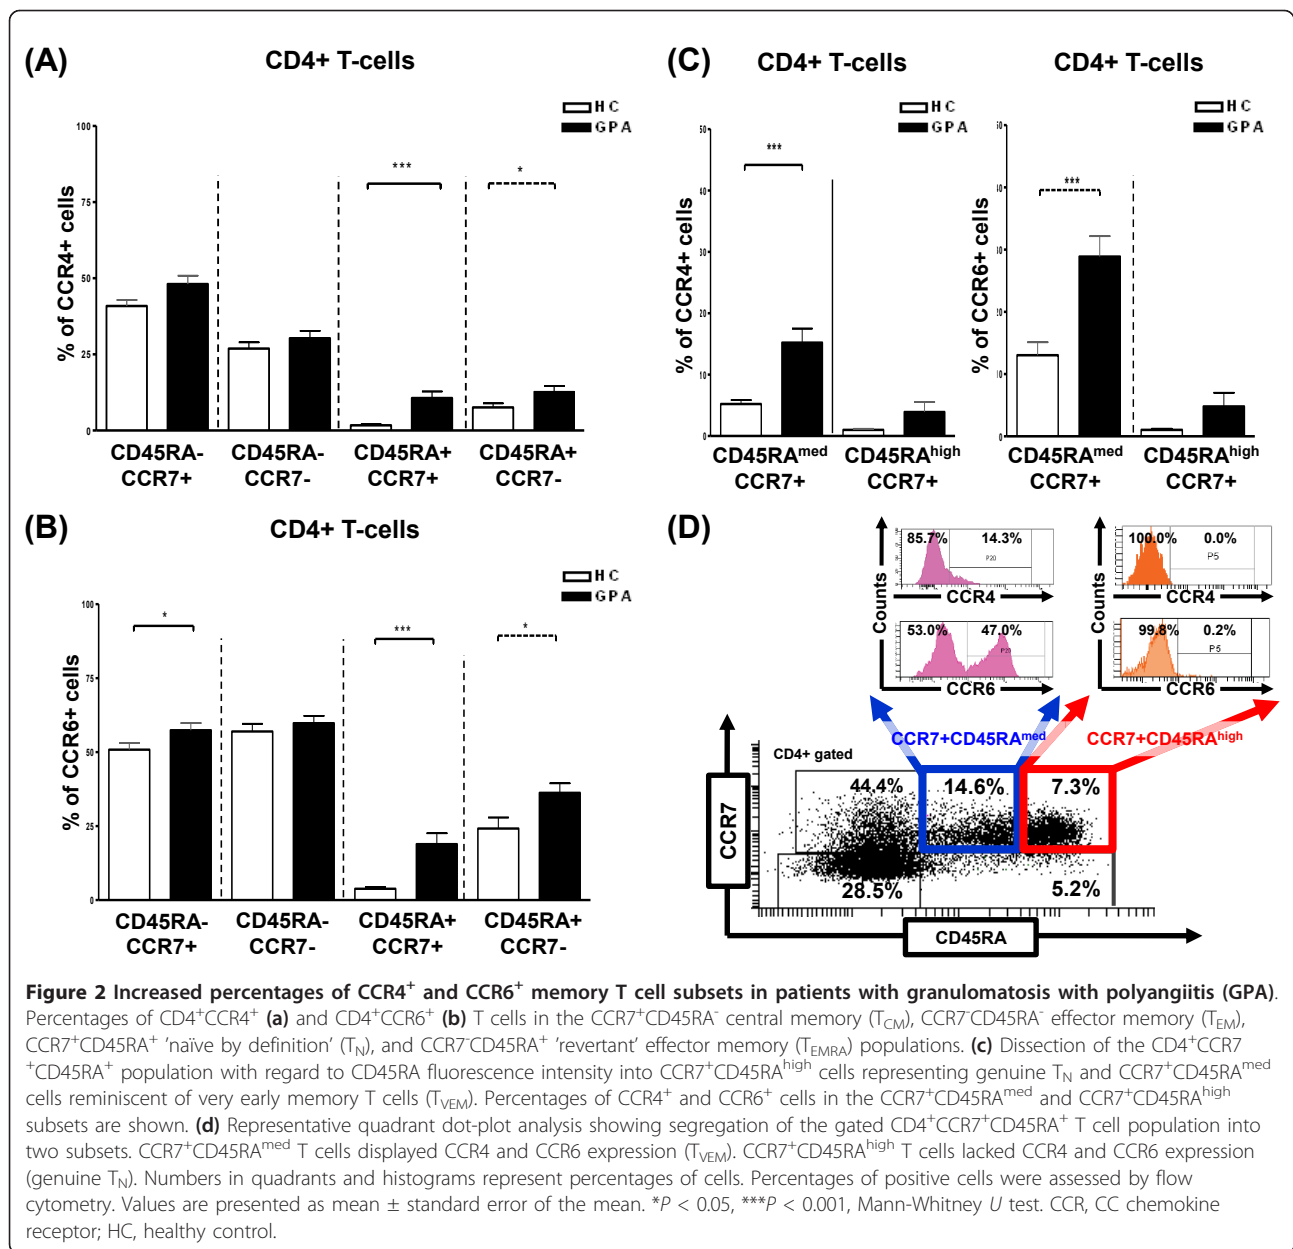 (A)
CD4+ T-cells
HC
GPA
% of CCR4+ cells
100
75
50
25
0
***
*
CD45RA-
CCR7+
CD45RA-
CCR7-
CD45RA+
CCR7+
CD45RA+
CCR7-
(B)
CD4+ T-cells
HC
GPA
% of CCR6+ cells
100
75
50
25
0
*
***
*
CD45RA-
CCR7+
CD45RA-
CCR7-
CD45RA+
CCR7+
CD45RA+
CCR7-
(C)
CD4+ T-cells
HC
GPA
% of CCR4+ cells
50
40
30
20
10
0
***
CD45RAmed
CCR7+
CD45RAhigh
CCR7+
CD4+ T-cells
HC
GPA
% of CCR6+ cells
50
40
30
20
10
0
***
CD45RAmed
CCR7+
CD45RAhigh
CCR7+
(D)
Counts
85.7% 14.3%
P20
CCR4
53.0% 47.0%
P20
CCR6
Counts
100.0% 0.0%
P5
CCR4
99.8% 0.2%
P5
CCR6
CCR7+CD45RAmed
CCR7+CD45RAhigh
CD4+ gated
44.4% 14.6% 7.3%
CCR7
28.5% 5.2%
CD45RA
Figure 2 Increased percentages of CCR4+ and CCR6+ memory T cell subsets in patients with granulomatosis with polyangiitis (GPA).
Percentages of CD4+CCR4+ (a) and CD4+CCR6+ (b) T cells in the CCR7+CD45RA- central memory (TCM), CCR7-CD45RA- effector memory (TEM),
CCR7+CD45RA+ 'naïve by definition' (TN), and CCR7-CD45RA+ 'revertant' effector memory (TEMRA) populations. (c) Dissection of the CD4+CCR7
+CD45RA+ population with regard to CD45RA fluorescence intensity into CCR7+CD45RAhigh cells representing genuine TN and CCR7+CD45RAmed
cells reminiscent of very early memory T cells (TVEM). Percentages of CCR4+ and CCR6+ cells in the CCR7+CD45RAmed and CCR7+CD45RAhigh
subsets are shown. (d) Representative quadrant dot-plot analysis showing segregation of the gated CD4+CCR7+CD45RA+ T cell population into
two subsets. CCR7+CD45RAmed T cells displayed CCR4 and CCR6 expression (TVEM). CCR7+CD45RAhigh T cells lacked CCR4 and CCR6 expression
(genuine TN). Numbers in quadrants and histograms represent percentages of cells. Percentages of positive cells were assessed by flow
cytometry. Values are presented as mean ± standard error of the mean. *P < 0.05, ***P < 0.001, Mann-Whitney U test. CCR, CC chemokine
receptor; HC, healthy control.